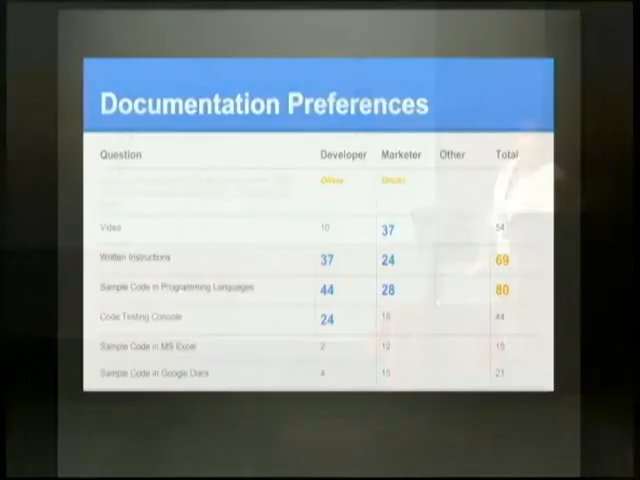 Documentation Preferences
Question Developer Marketer Other Total
Video 10 37 54
Written Instructions 37 24 69
Sample Code in Programming Languages 44 28 80
Code Testing Console 24 15 44
Sample Code in MS Excel 2 12 15
Sample Code in Google Docs 4 15 21